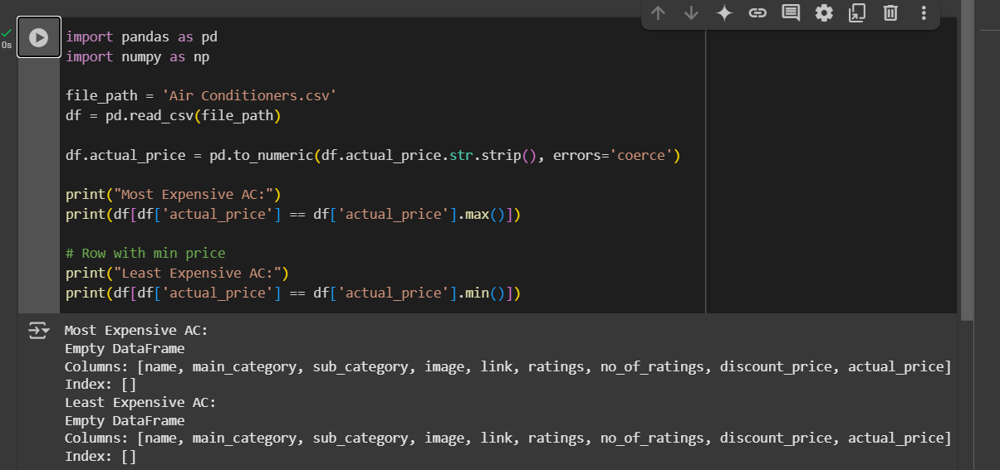 0s
import pandas as pd
import numpy as np
file_path = 'Air Conditioners.csv'
df = pd.read_csv(file_path)
df.actual_price = pd.to_numeric(df.actual_price.str.strip(), errors='coerce')
print("Most Expensive AC:")
print(df[df['actual_price'] == df['actual_price'].max()])
# Row with min price
print("Least Expensive AC:")
print(df[df['actual_price'] == df['actual_price'].min()])
Most Expensive AC:
Empty DataFrame
Columns: [name, main_category, sub_category, image, link, ratings, no_of_ratings, discount_price, actual_price]
Index: []
Least Expensive AC:
Empty DataFrame
Columns: [name, main_category, sub_category, image, link, ratings, no_of_ratings, discount_price, actual_price]
Index: []